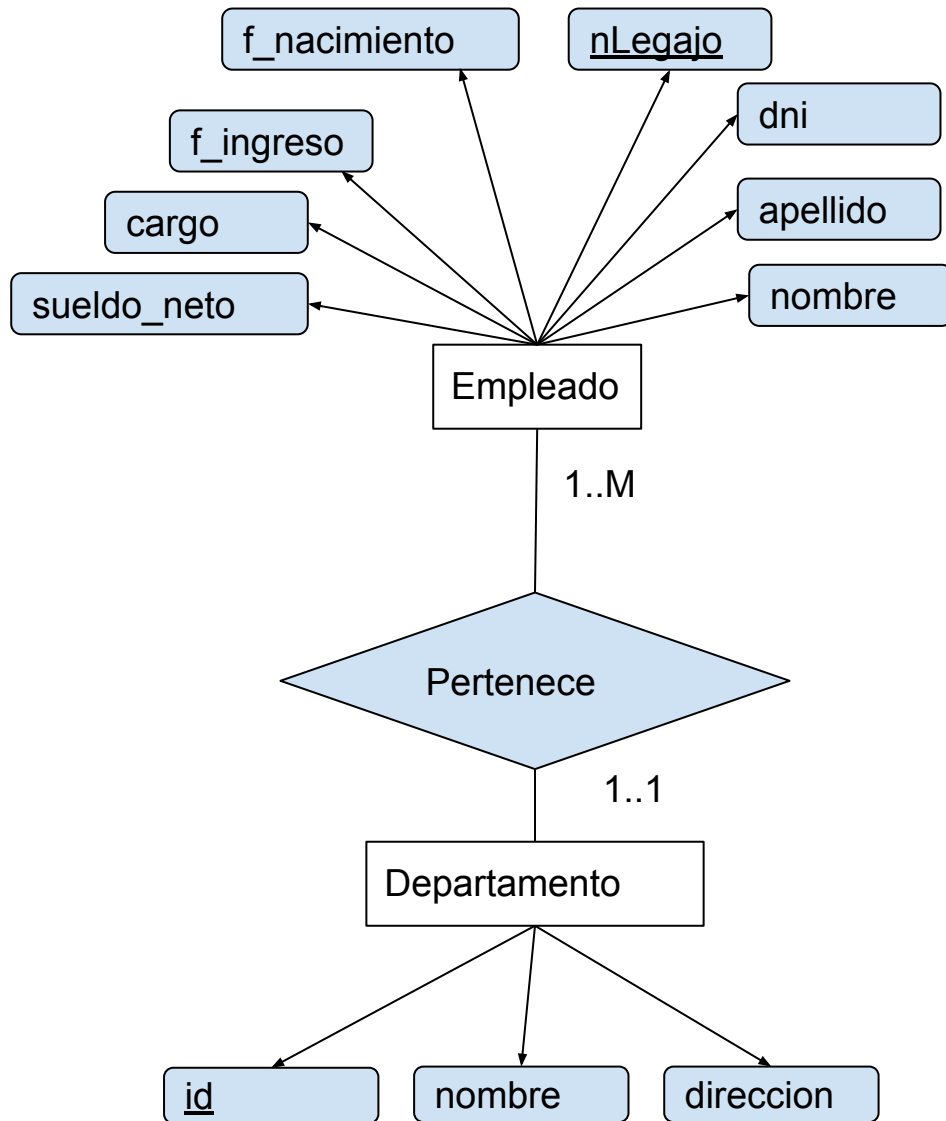 f_nacimiento
nLegajo
dni
f_ingreso
apellido
cargo
nombre
sueldo_neto
Empleado
1..M
Pertenece
1..1
Departamento
id
nombre
direccion